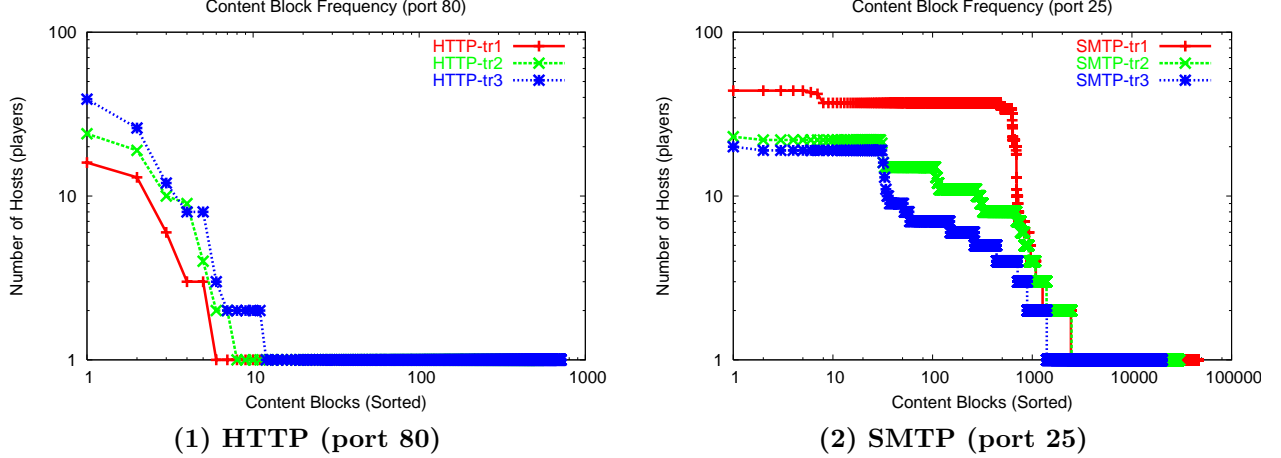 Content Block Frequency (port 80)
100
10
1
1
10
100
1000
Number of Hosts (players)
Content Blocks (Sorted)
HTTP-tr1
HTTP-tr2
HTTP-tr3
(1) HTTP (port 80)
Content Block Frequency (port 25)
100
10
1
1
10
100
1000
10000
100000
Number of Hosts (players)
Content Blocks (Sorted)
SMTP-tr1
SMTP-tr2
SMTP-tr3
(2) SMTP (port 25)